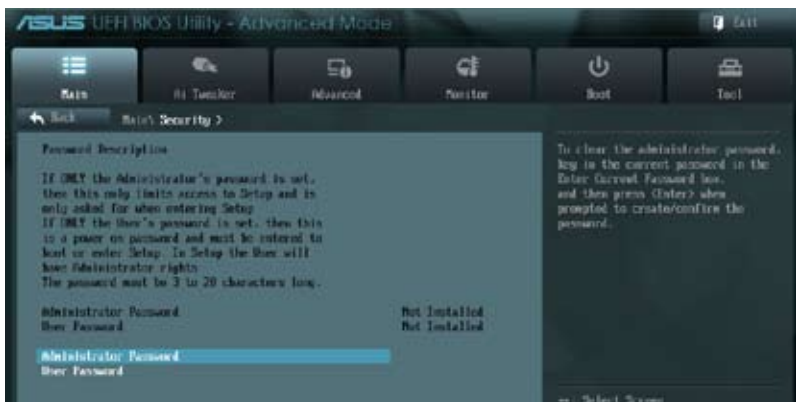 ASUS UEFI BIOS Utility - Advanced Mode
Exit
Main
Ai Tweaker
Advanced
Monitor
Boot
Tool
Back
Main\ Security >
Password Description
If ONLY the Administrator's password is set,
then this only limits access to Setup and is
only asked for when entering Setup
If ONLY the User's password is set, then this
is a power on password and must be entered to
boot or enter Setup. In Setup the User will
have Administrator rights
The password must be 3 to 20 characters long.
Administrator Password
Not Installed
User Password
Not Installed
Administrator Password
User Password
To clear the administrator password,
key in the current password in the
Enter Current Password box,
and then press <Enter> when
prompted to create/confirm the
password.
Select Screen